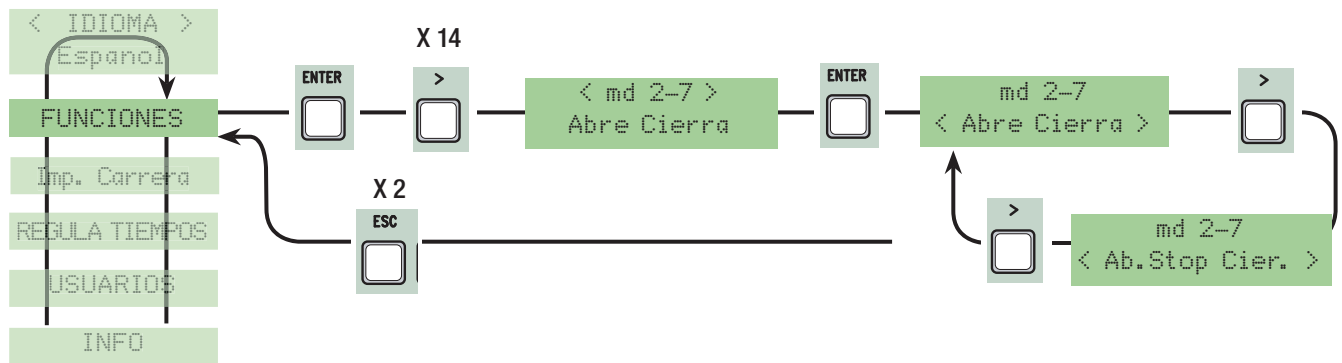 < IDIOMA >
Espanol
FUNCIONES
Imp. Carrera
REGULA TIEMPOS
USUARIOS
INFO
ENTER
X 14
>
< md 2–7 >
Abre Cierra
ENTER
md 2–7
< Abre Cierra >
>
X 2
ESC
>
md 2–7
< Ab.Stop Cier. >